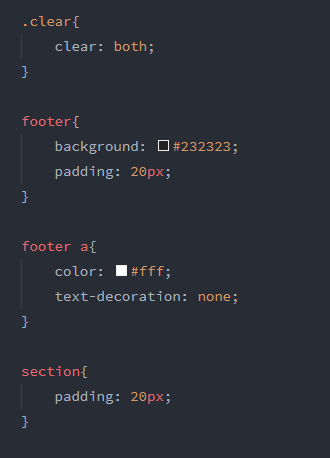 .clear{
    clear: both;
}

footer{
    background: #232323;
    padding: 20px;
}

footer a{
    color: #fff;
    text-decoration: none;
}

section{
    padding: 20px;
}